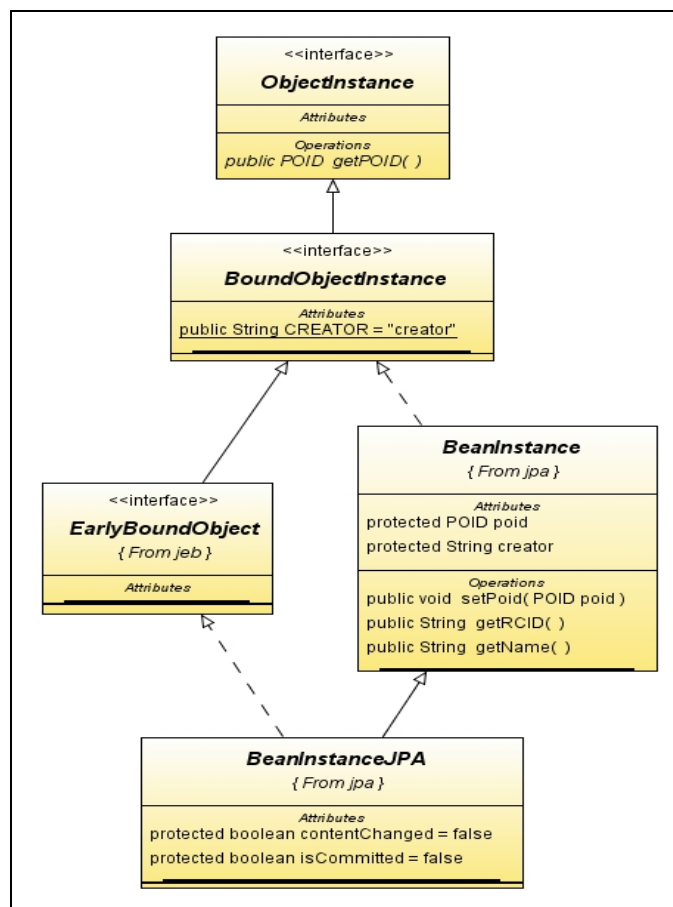 <<interface>>
ObjectInstance
Attributes
Operations
public POID getPOID( )
<<interface>>
BoundObjectInstance
Attributes
public String CREATOR = "creator"
<<interface>>
EarlyBoundObject
{ From jeb }
Attributes
BeanInstance
{ From jpa }
Attributes
protected POID poid
protected String creator
Operations
public void setPoid( POID poid )
public String getRCID( )
public String getName( )
BeanInstanceJPA
{ From jpa }
Attributes
protected boolean contentChanged = false
protected boolean isCommitted = false